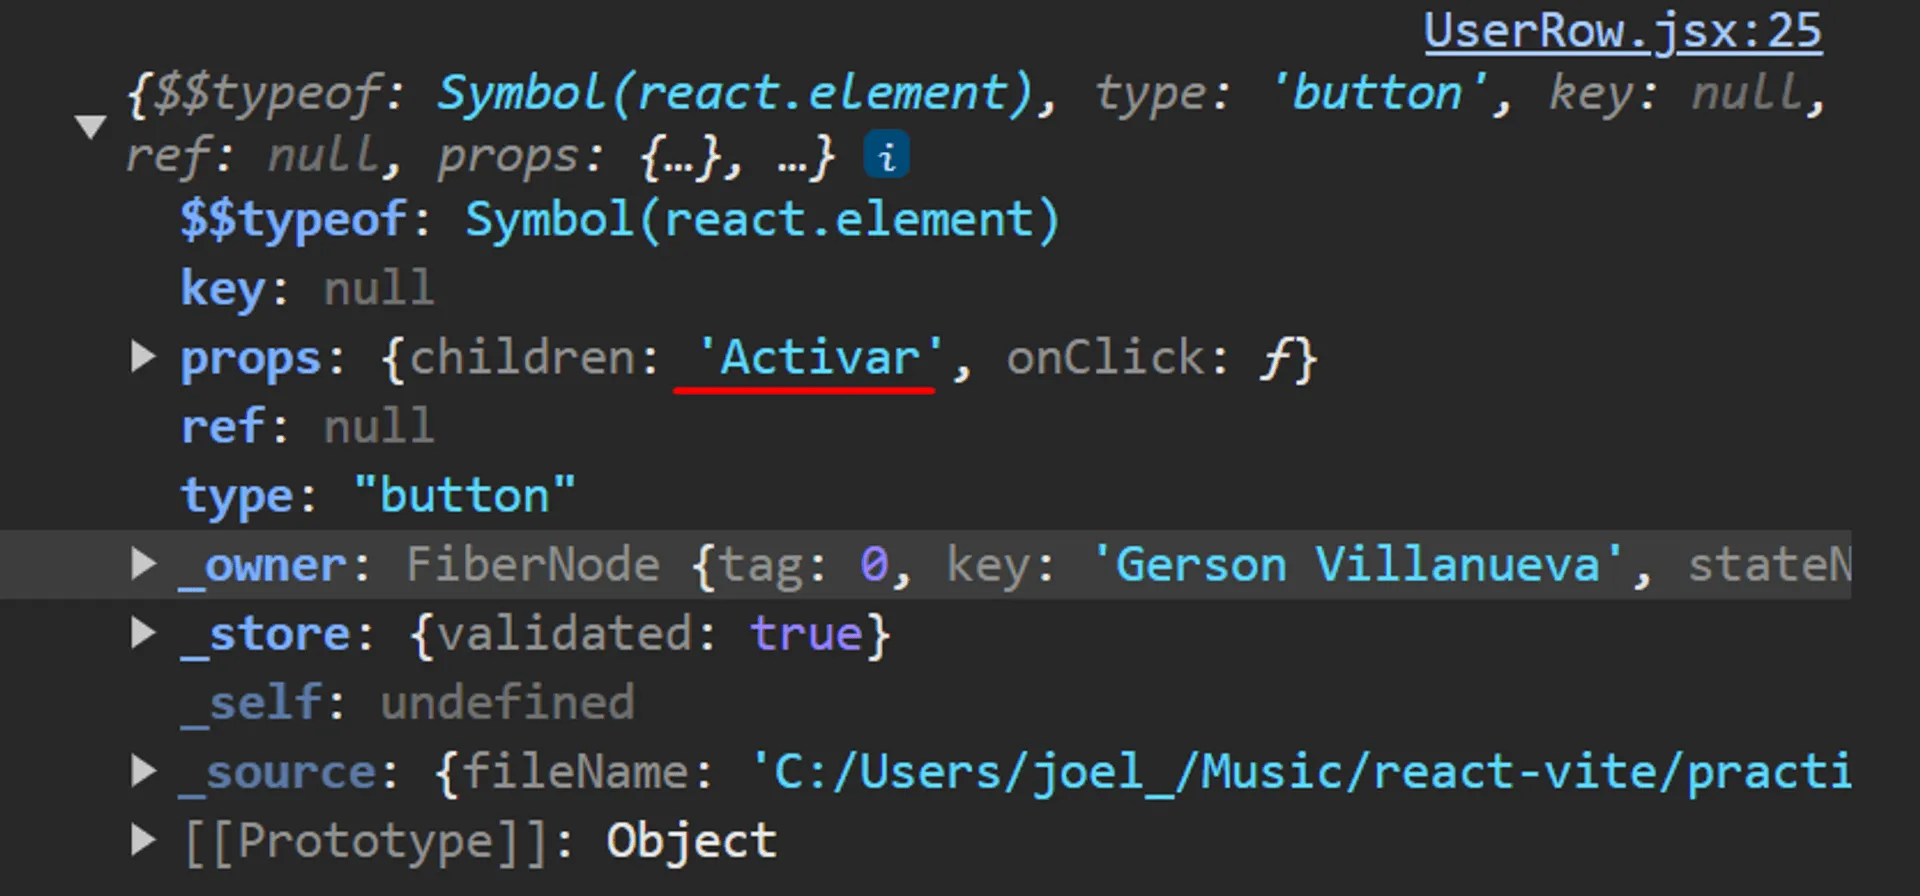 UserRow.jsx:25
{$$typeof: Symbol(react.element), type: 'button', key: null,
ref: null, props: {…}, …} i
$$typeof: Symbol(react.element)
key: null
props: {children: 'Activar', onClick: ƒ}
ref: null
type: "button"
_owner: FiberNode {tag: 0, key: 'Gerson Villanueva', stateN
_store: {validated: true}
_self: undefined
_source: {fileName: 'C:/Users/joel_/Music/react-vite/practi
[[Prototype]]: Object